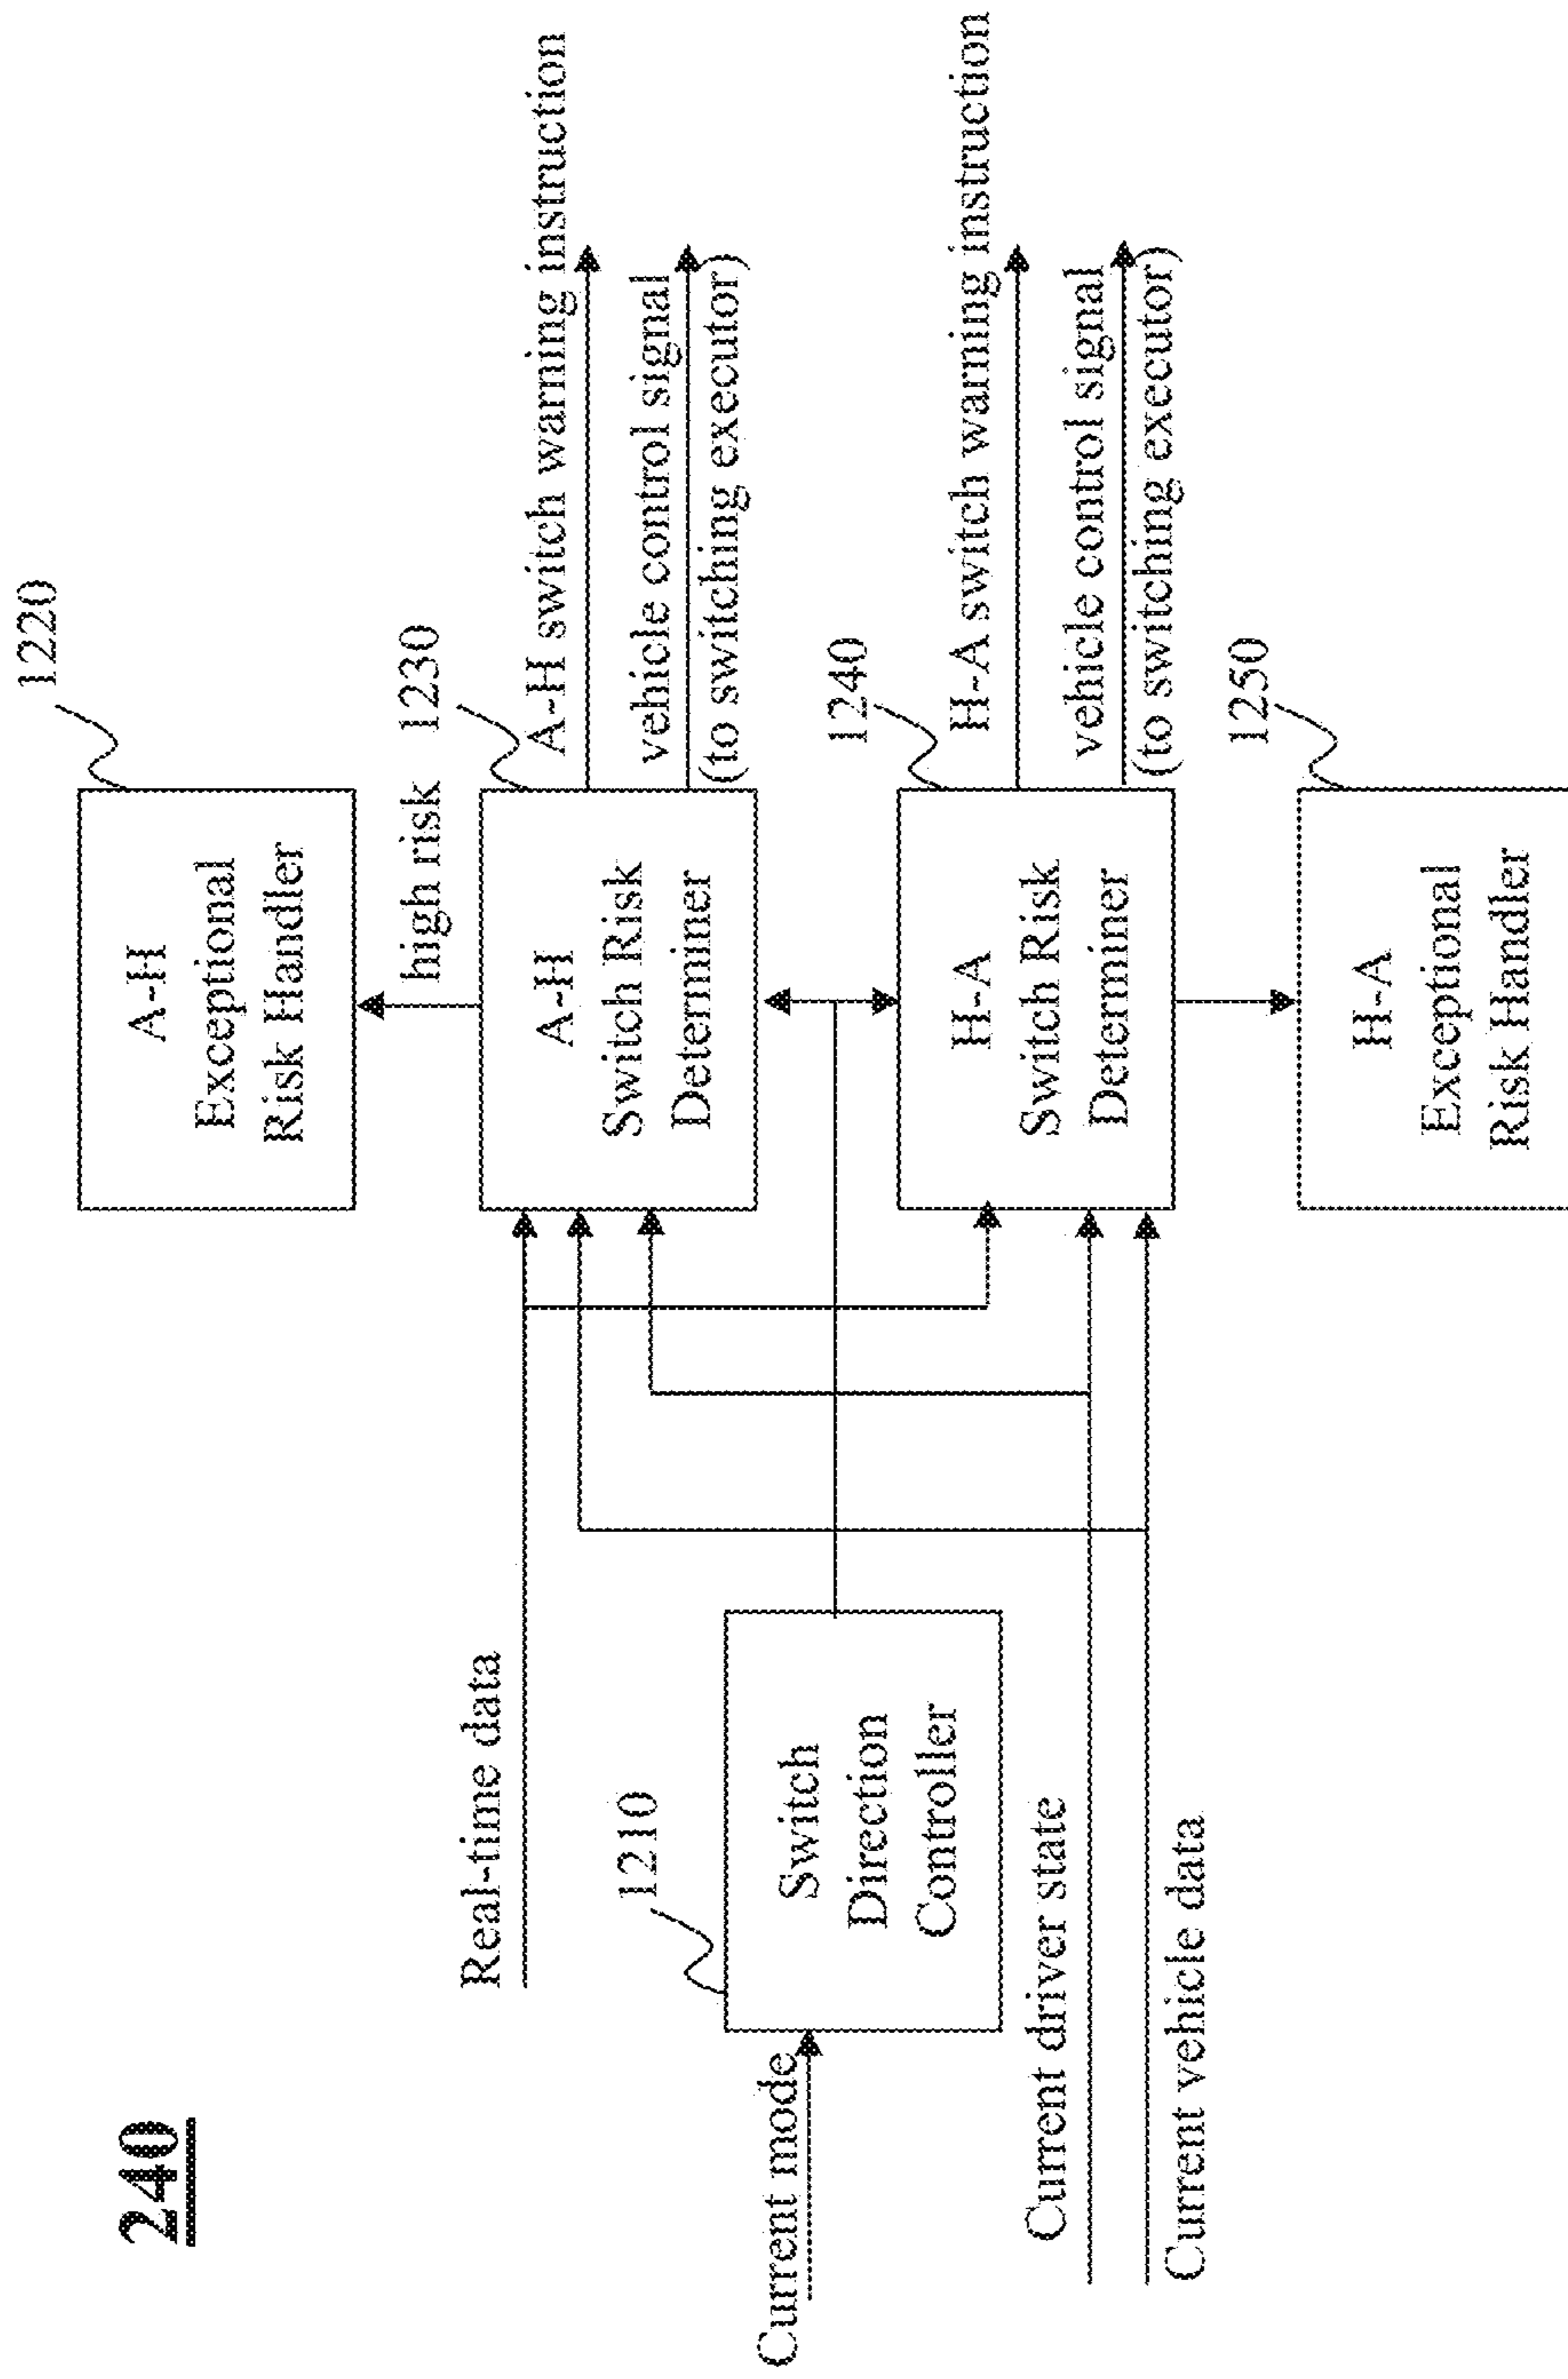 240
1220
A-H
Exceptional
Risk Handler
high risk
1230
Real-time data
A-H
Switch Risk
Determiner
A-H switch warning instruction
vehicle control signal
(to switching executor)
1210
Current mode
Switch
Direction
Controller
1240
Current driver state
Current vehicle data
H-A
Switch Risk
Determiner
H-A switch warning instruction
vehicle control signal
(to switching executor)
1250
H-A
Exceptional
Risk Handler